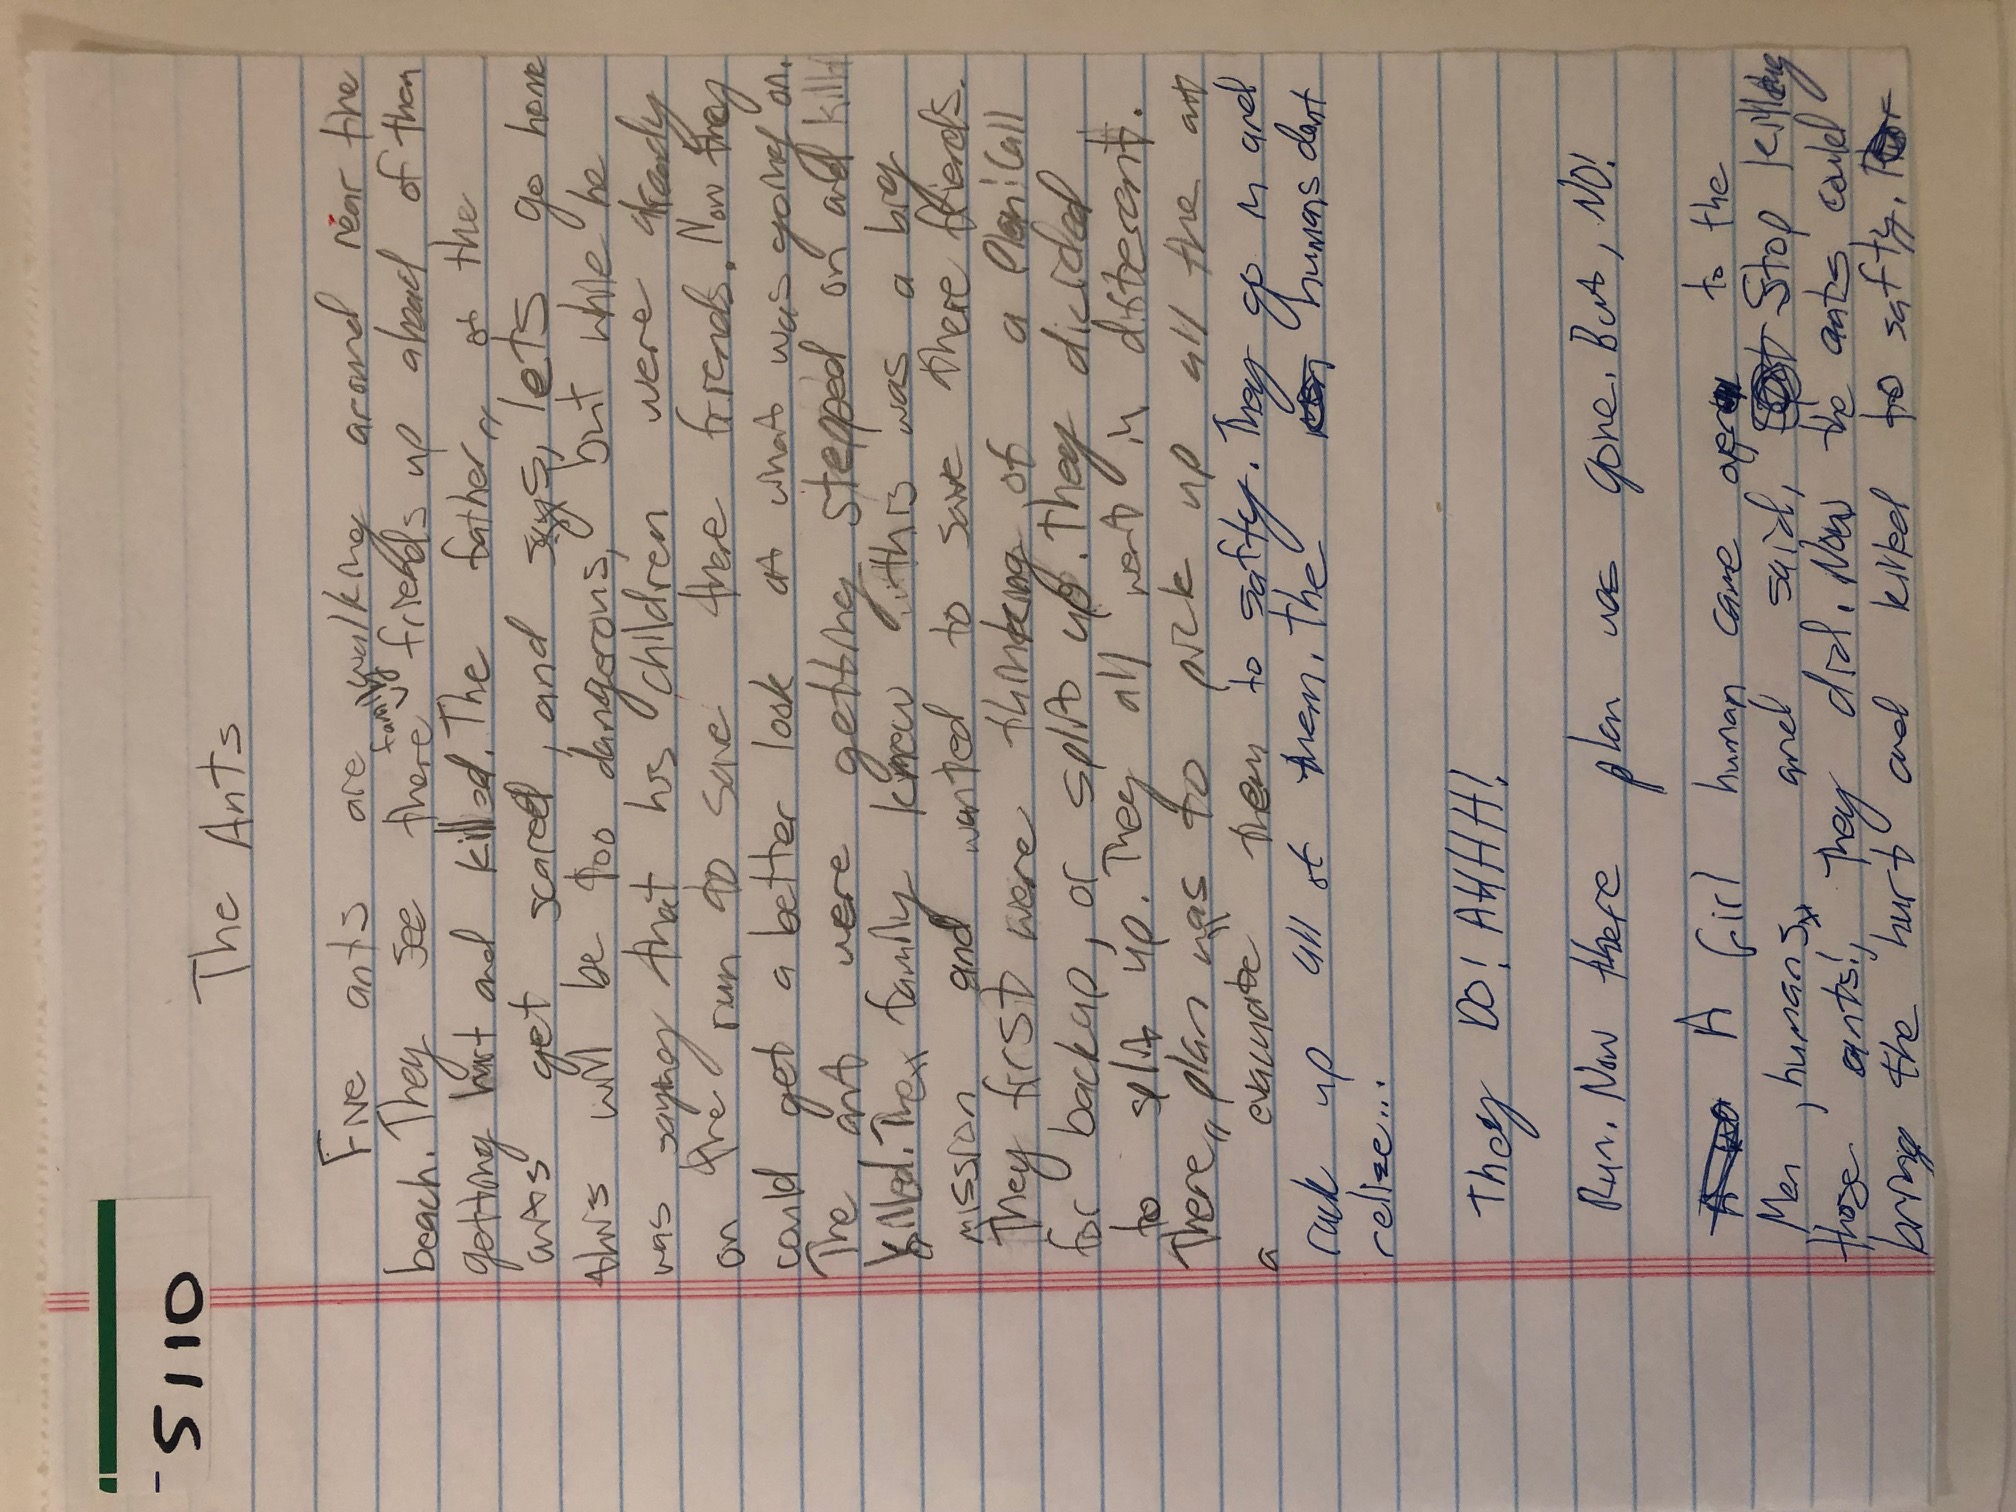 5110
The Ants
Five ants are walking around near the
beach. They see there family friends up ahead of them
getting hurt and killed. The father of the
ants get scared, and says, lets go home
this will be too dangerous, but while he
was saying that his children were already
on the run to save there friends. Now they
could get a better look at what was going on.
The ant were getting stepped on and
killed. The family knew this was a big
mission and wanted to save there friends.
They first were thinking of a plan: Call
for backup, or split up. They dicided
to split up. They all went in different.
There plan was to pick up all the ant
a evacuate them to safty. They go in and
rack up all of them. The humans dont
relize...
They DO! AHHH!
Run. Now there plan was gone. But, NO!
A Girl human came over to the
Men, humans, and said, Stop killing
those ants!, They did. Now the ants could
bring the hurt and killed to safty.